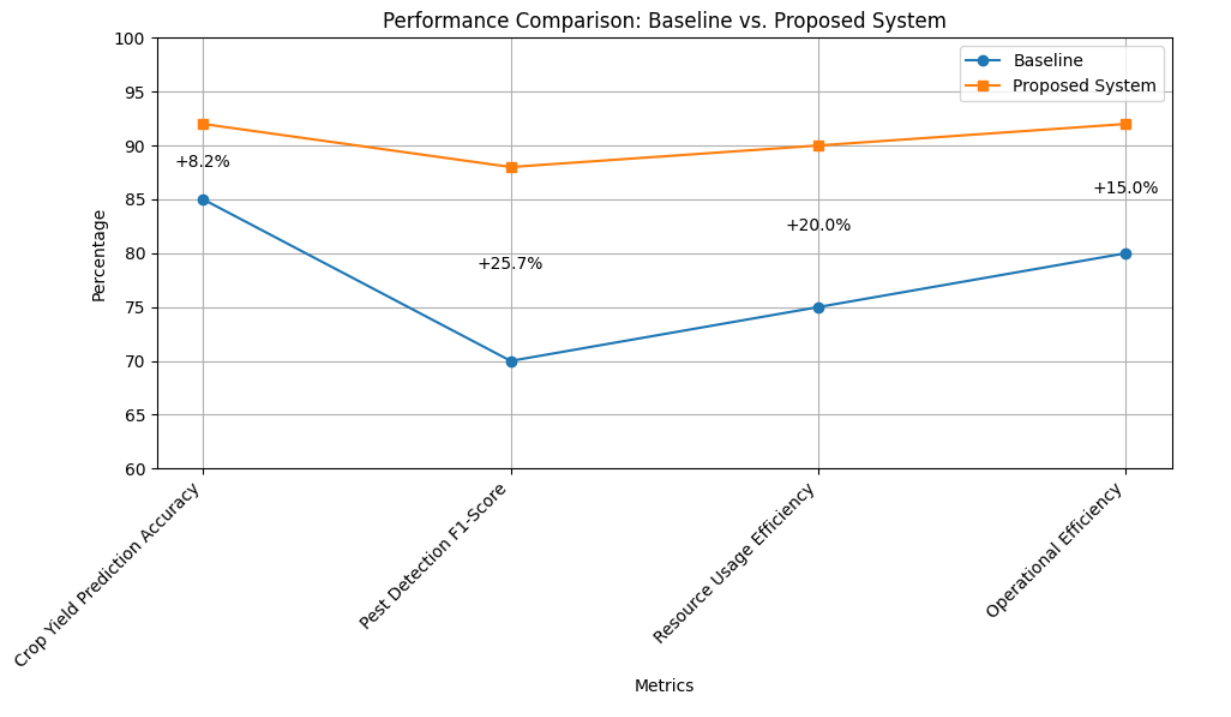 Performance Comparison: Baseline vs. Proposed System
Percentage
100
95
90
85
80
75
70
65
60
Baseline
Proposed System
+8.2%
+25.7%
+20.0%
+15.0%
Crop Yield Prediction Accuracy
Pest Detection F1-Score
Resource Usage Efficiency
Operational Efficiency
Metrics